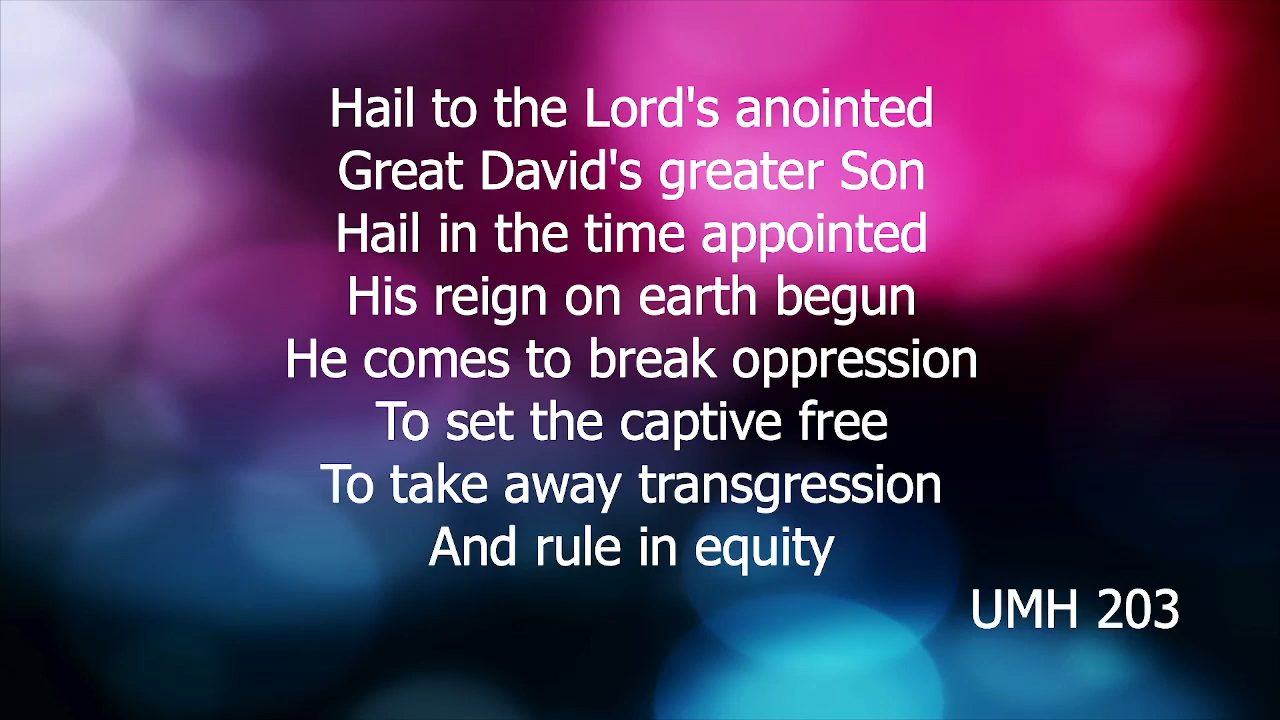 Hail to the Lord's anointed
Great David's greater Son
Hail in the time appointed
His reign on earth begun
He comes to break oppression
To set the captive free
To take away transgression
And rule in equity
UMH 203